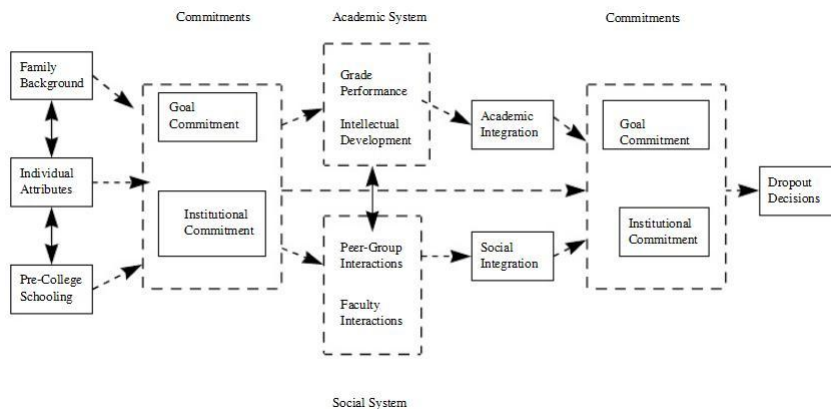 Commitments
Academic System
Commitments
Family
Background
Individual
Attributes
Pre-College
Schooling
Goal
Commitment
Institutional
Commitment
Grade
Performance
Intellectual
Development
Peer-Group
Interactions
Faculty
Interactions
Academic
Integration
Social
Integration
Goal
Commitment
Institutional
Commitment
Dropout
Decisions
Social System